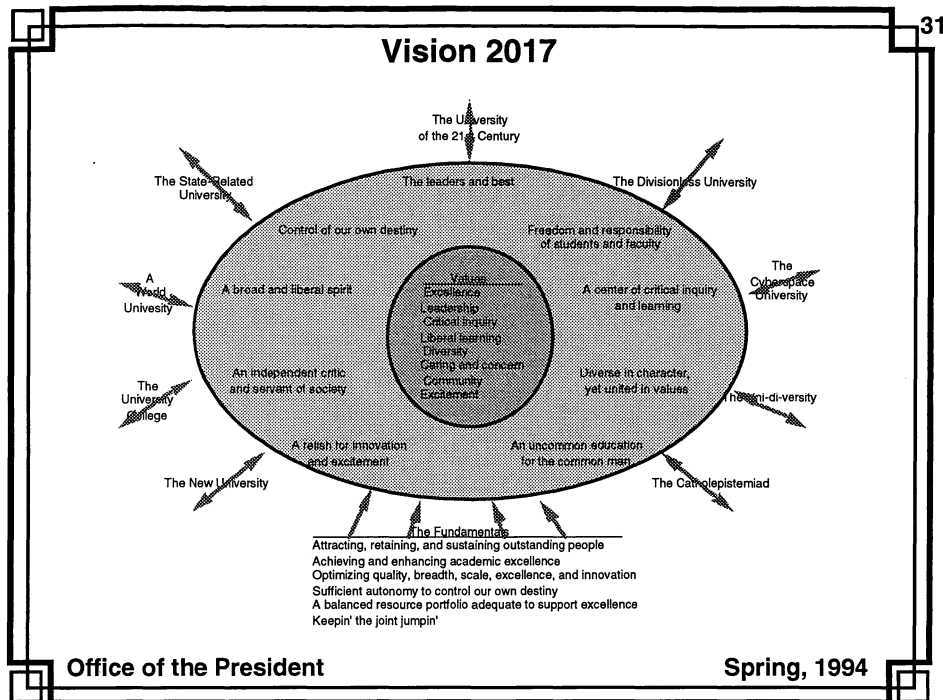 31
Vision 2017
The University
of the 21st Century
The State-Related
University
The leaders and best
The Divisionless University
Control of our own destiny
Freedom and responsibility
of students and faculty
A
World
Univesity
A broad and liberal spirit
Values
Excellence
Leadership
Critical Inquiry
Liberal learning
Diversity
Caring and concern
Community
Excitement
A center of critical inquiry
and learning
The
Cyberspace
University
The
University
College
An independent critic
and servant of society
Diverse in character,
yet united in values
The Uni-di-versity
A relish for innovation
and excitement
An uncommon education
for the common man
The New University
The Catholepistemiad
The Fundamentals
Attracting, retaining, and sustaining outstanding people
Achieving and enhancing academic excellence
Optimizing quality, breadth, scale, excellence, and innovation
Sufficient autonomy to control our own destiny
A balanced resource portfolio adequate to support excellence
Keepin' the joint jumpin'
Office of the President
Spring, 1994